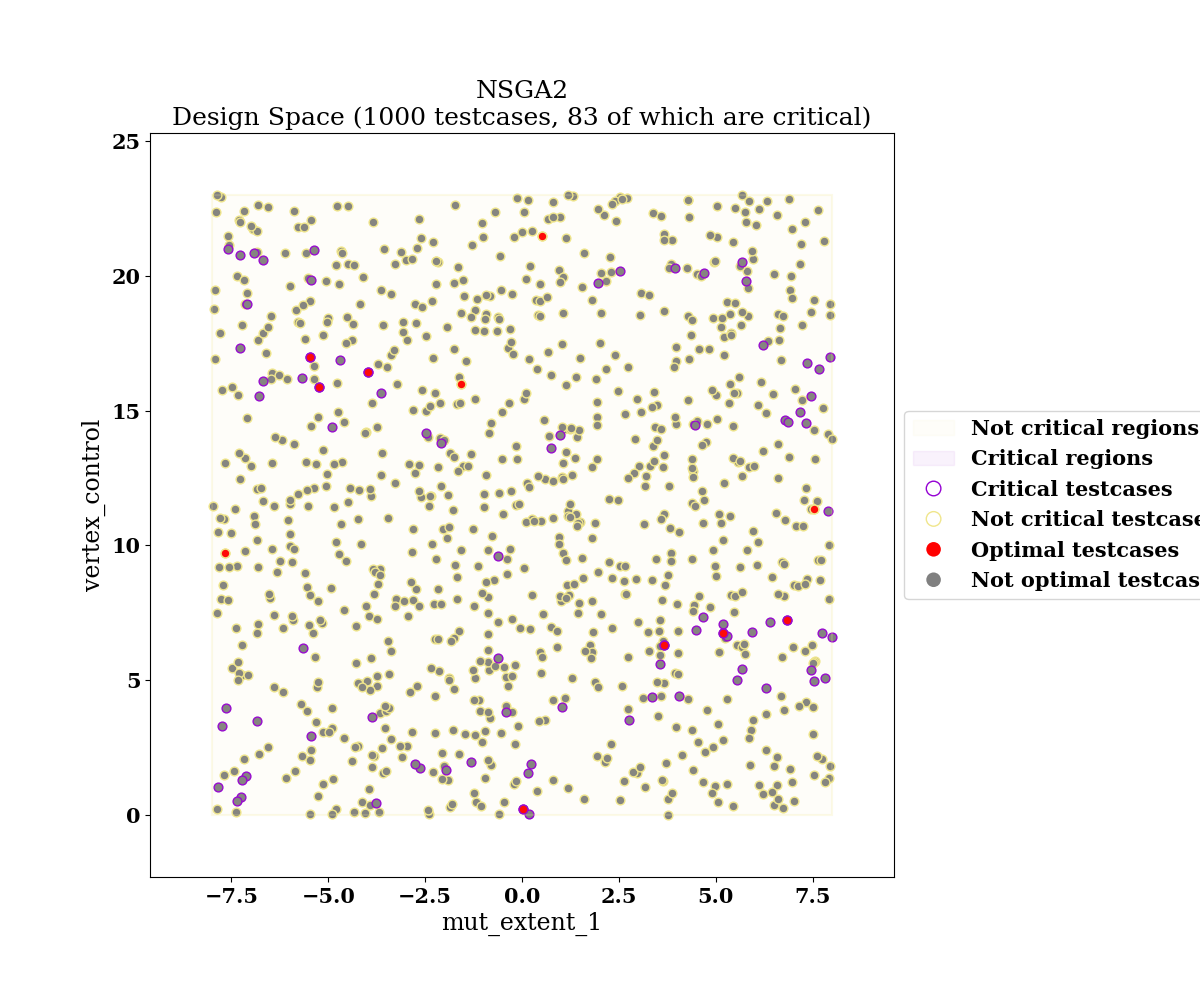 NSGA2
Design Space (1000 testcases, 83 of which are critical)
25
20
15
10
5
0
vertex_control
−7.5 −5.0 −2.5 0.0 2.5 5.0 7.5
mut_extent_1
Not critical regions
Critical regions
Critical testcases
Not critical testcase
Optimal testcases
Not optimal testcas